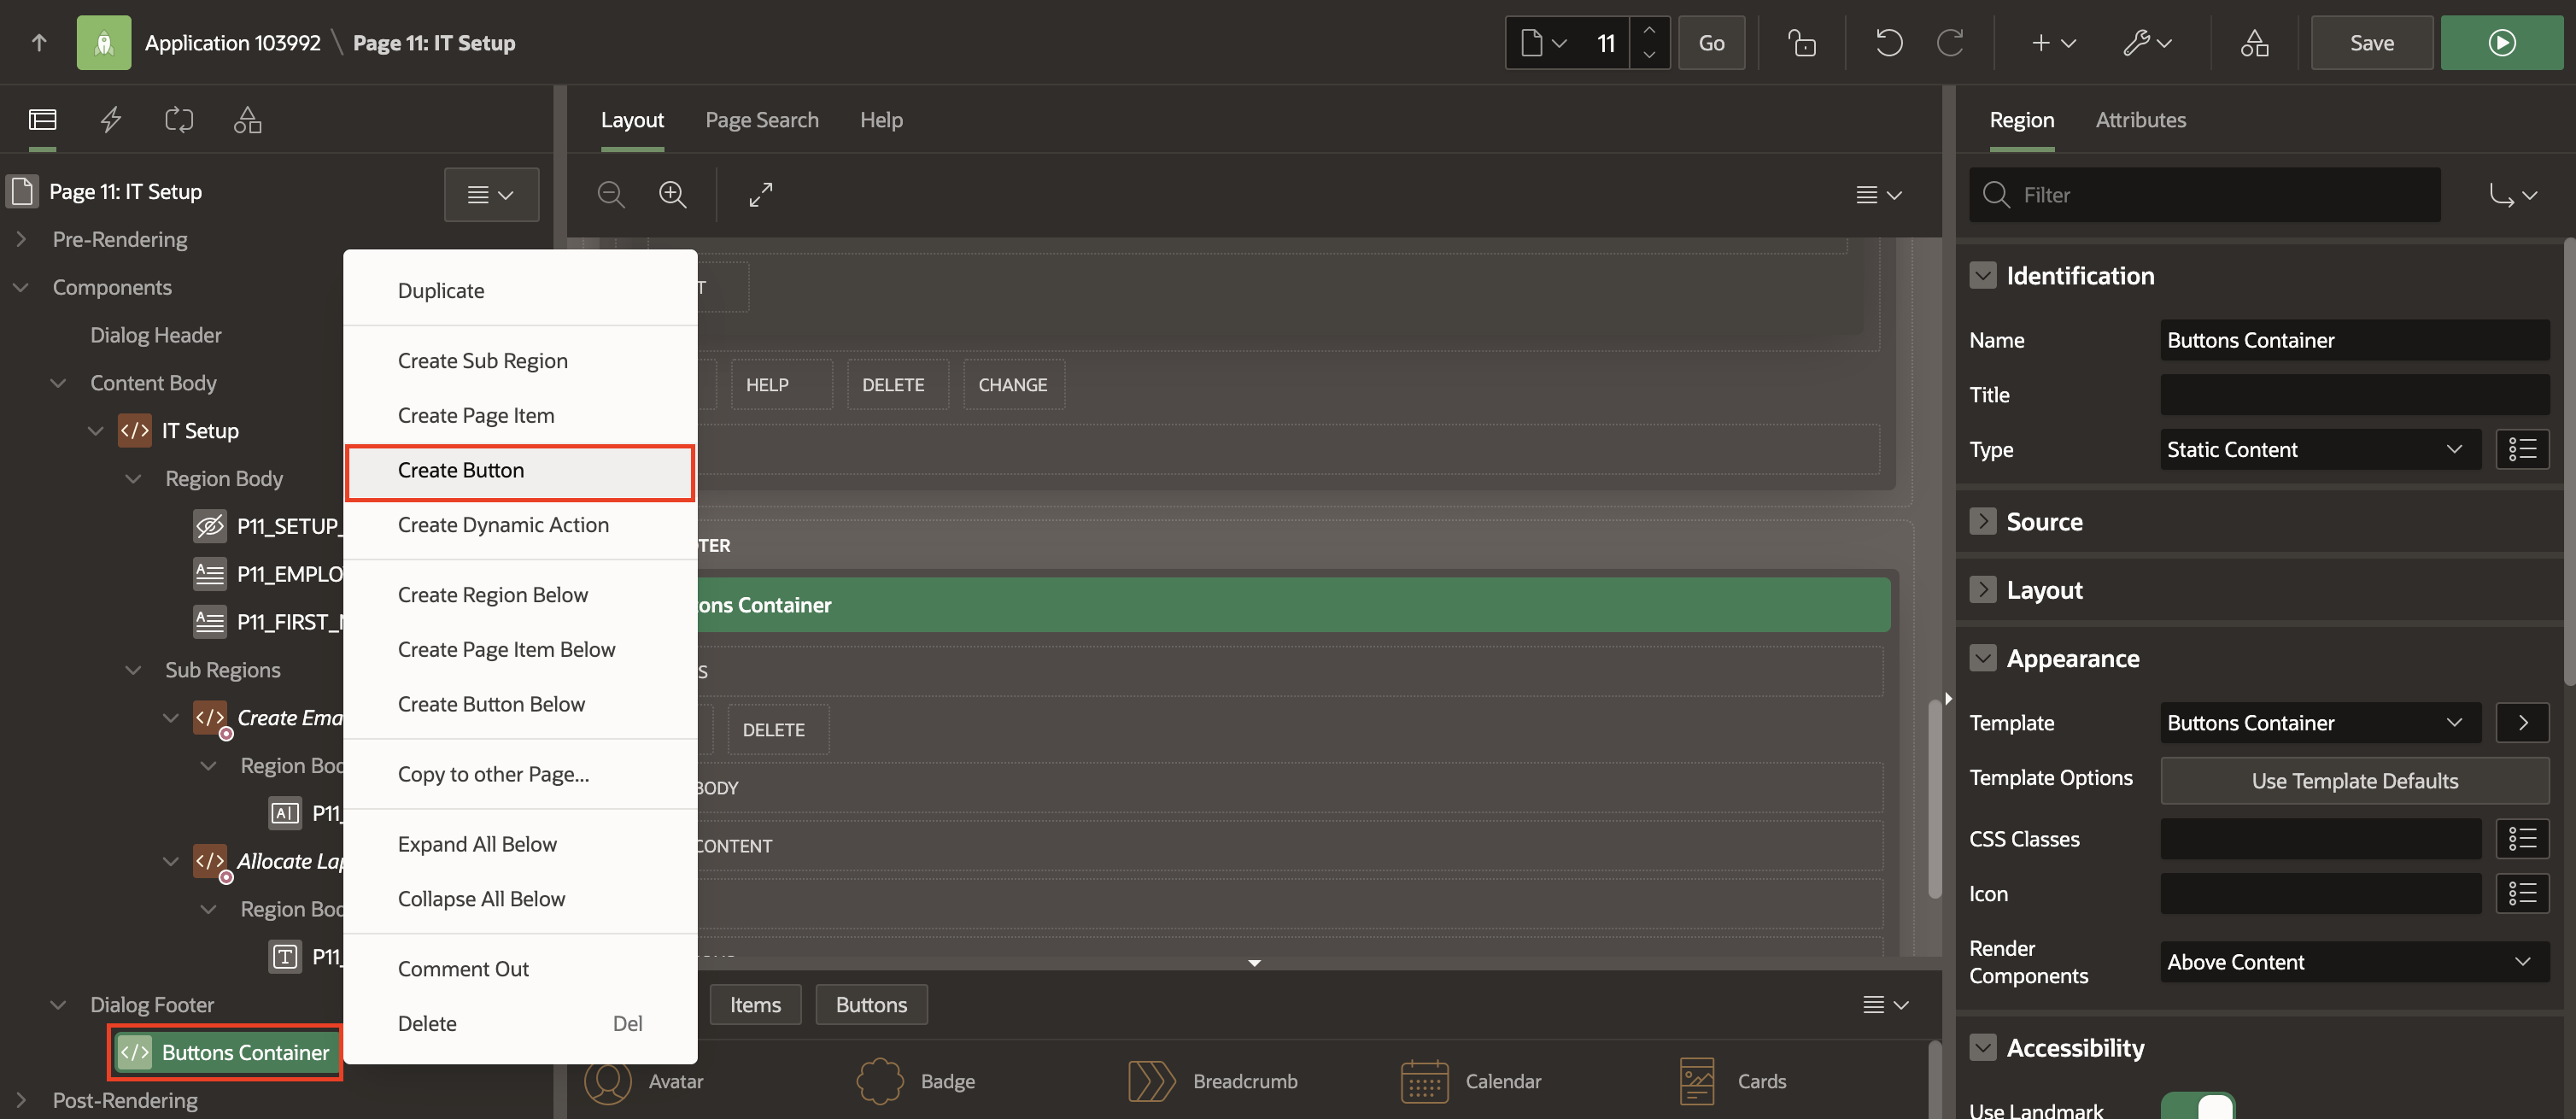 Application 103992 \ Page 11: IT Setup
11
Go
Save
Layout
Page Search
Help
Region
Attributes
Page 11: IT Setup
Pre-Rendering
Components
Dialog Header
Content Body
IT Setup
Region Body
P11_SETUP_
P11_EMPLO
P11_FIRST_N
Sub Regions
Create Ema
Region Bod
P11_
Allocate Lap
Region Bod
P11_
Dialog Footer
Buttons Container
Post-Rendering
Duplicate
Create Sub Region
Create Page Item
Create Button
Create Dynamic Action
Create Region Below
Create Page Item Below
Create Button Below
Copy to other Page...
Expand All Below
Collapse All Below
Comment Out
Delete Del
T
HELP
DELETE
CHANGE
TER
ons Container
S
DELETE
BODY
CONTENT
Items
Buttons
Avatar
Badge
Breadcrumb
Calendar
Cards
Filter
Identification
Name
Buttons Container
Title
Type
Static Content
Source
Layout
Appearance
Template
Buttons Container
Template Options
Use Template Defaults
CSS Classes
Icon
Render
Components
Above Content
Accessibility
Use Landmark